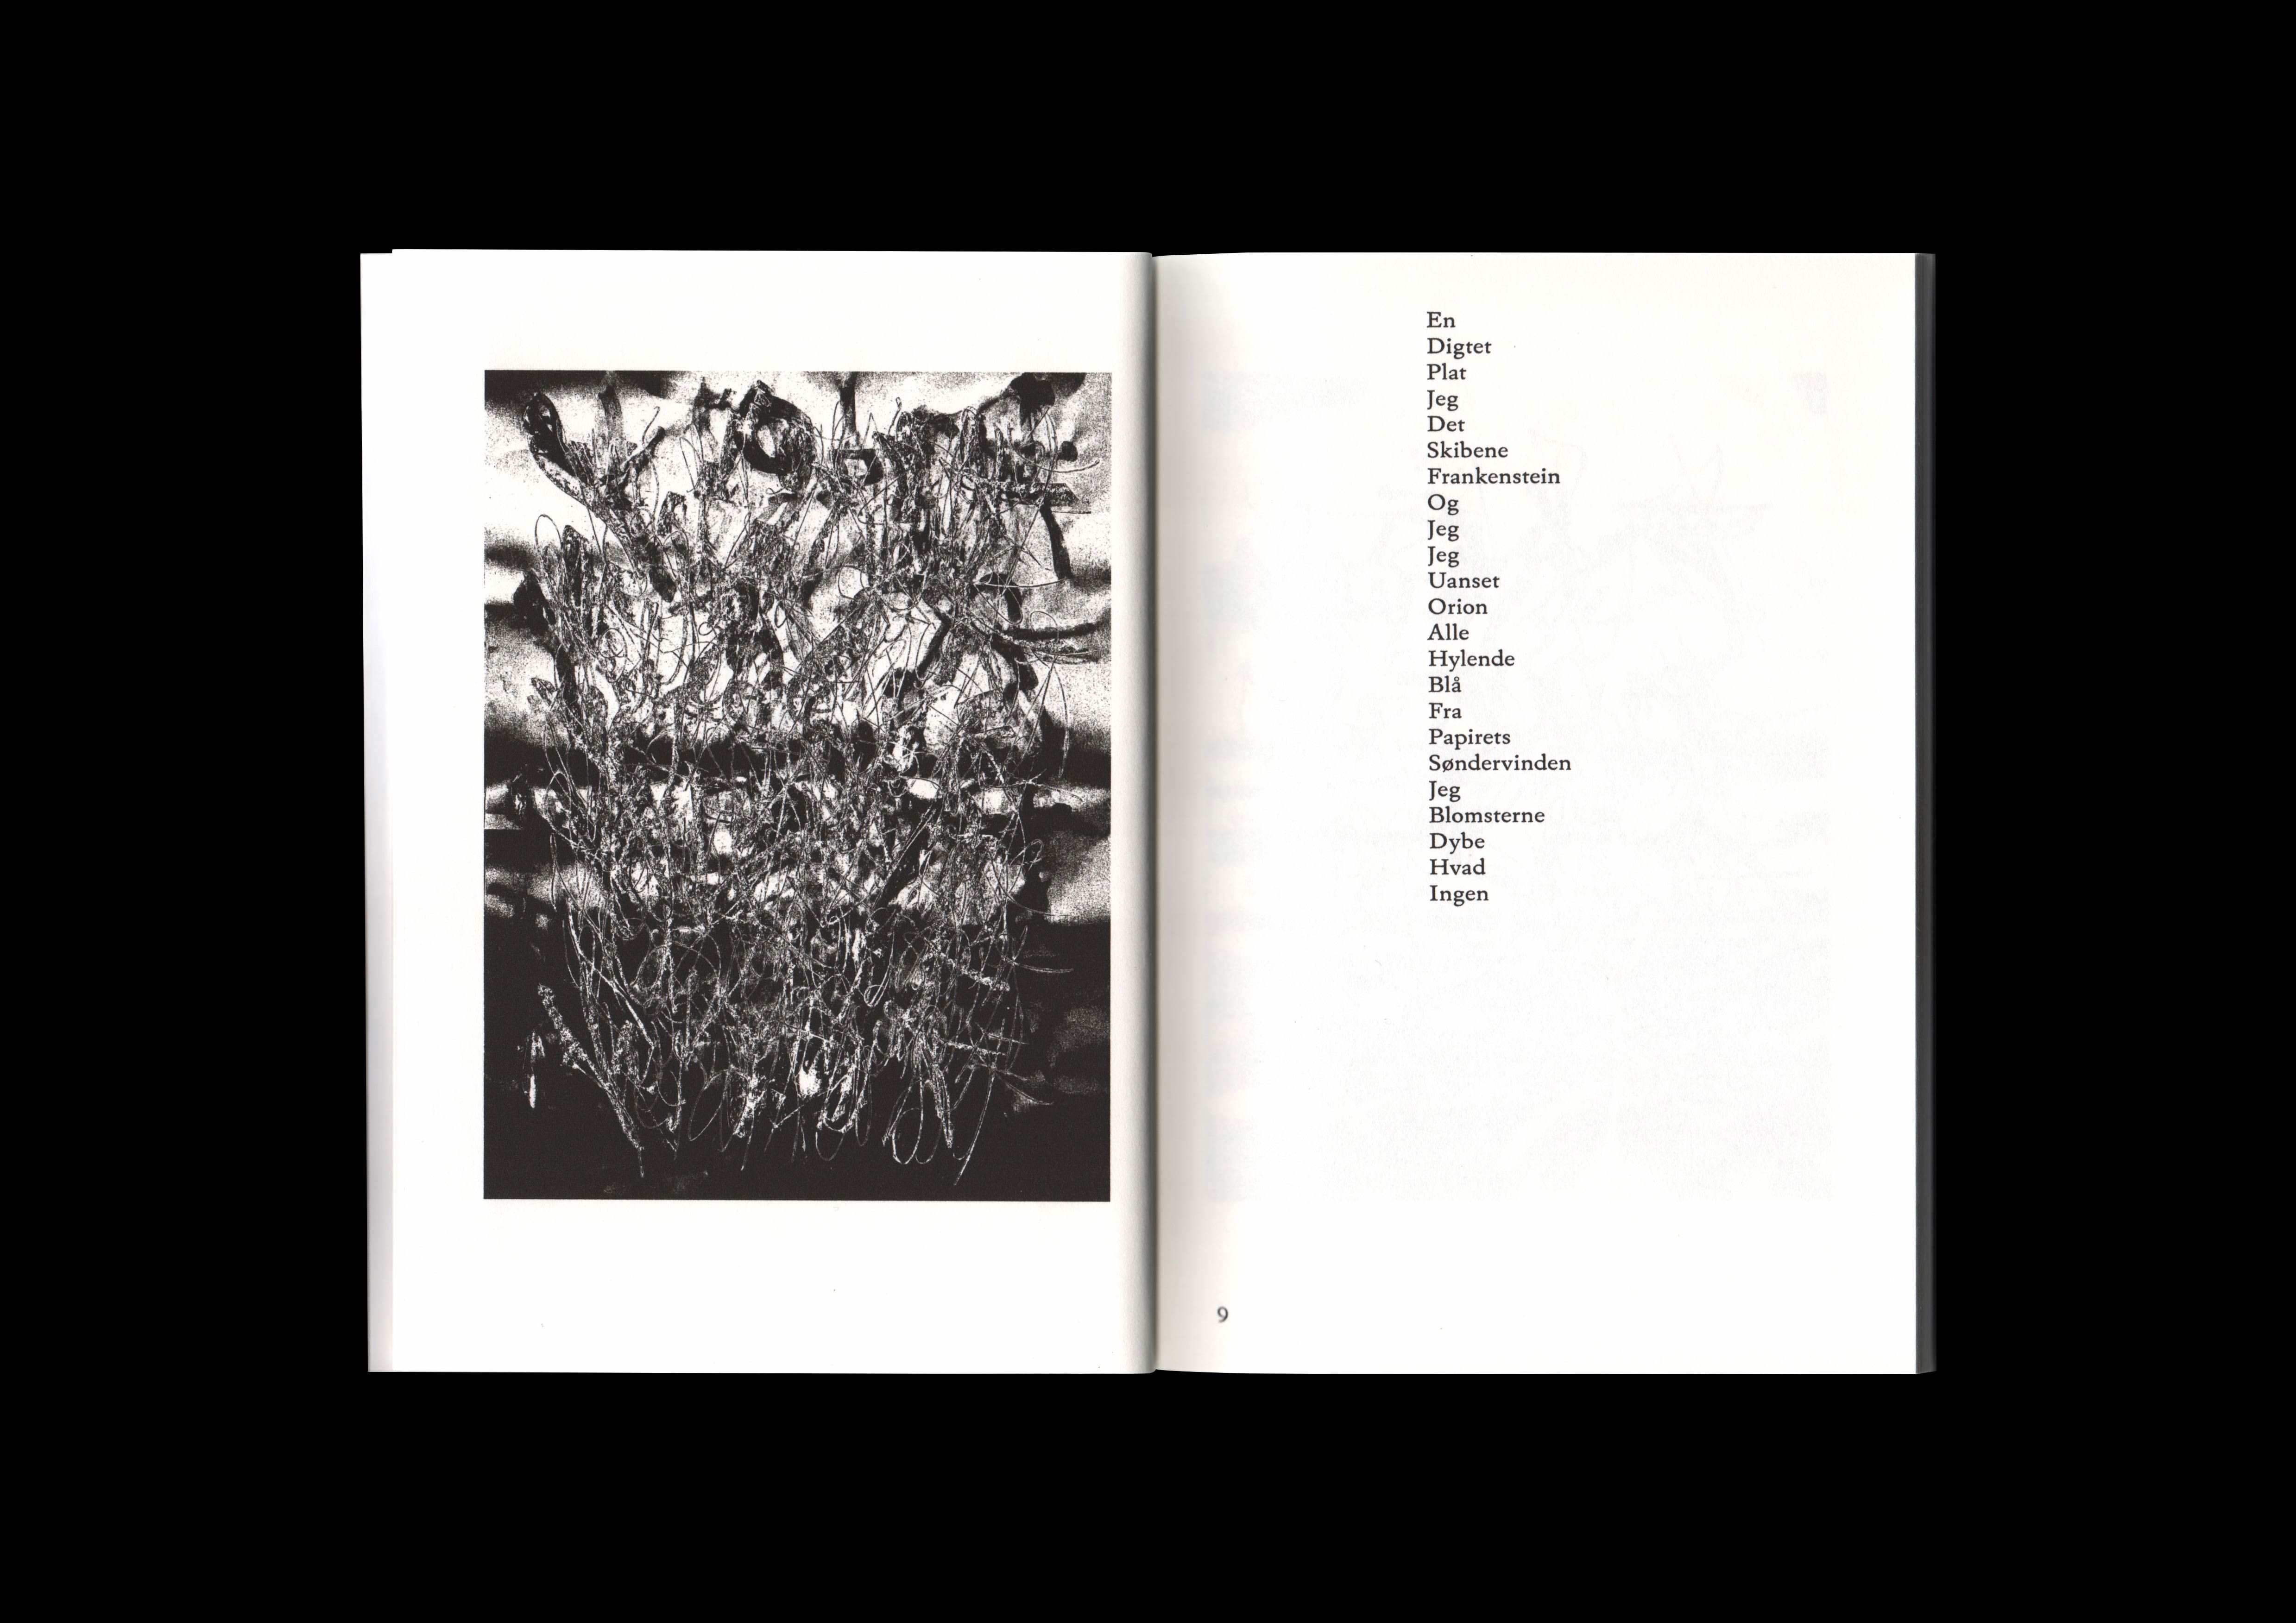 En
Digtet
Plat
Jeg
Det
Skibene
Frankenstein
Og
Jeg
Jeg
Uanset
Orion
Alle
Hylende
Blå
Fra
Papirets
Søndervinden
Jeg
Blomsterne
Dybe
Hvad
Ingen
9